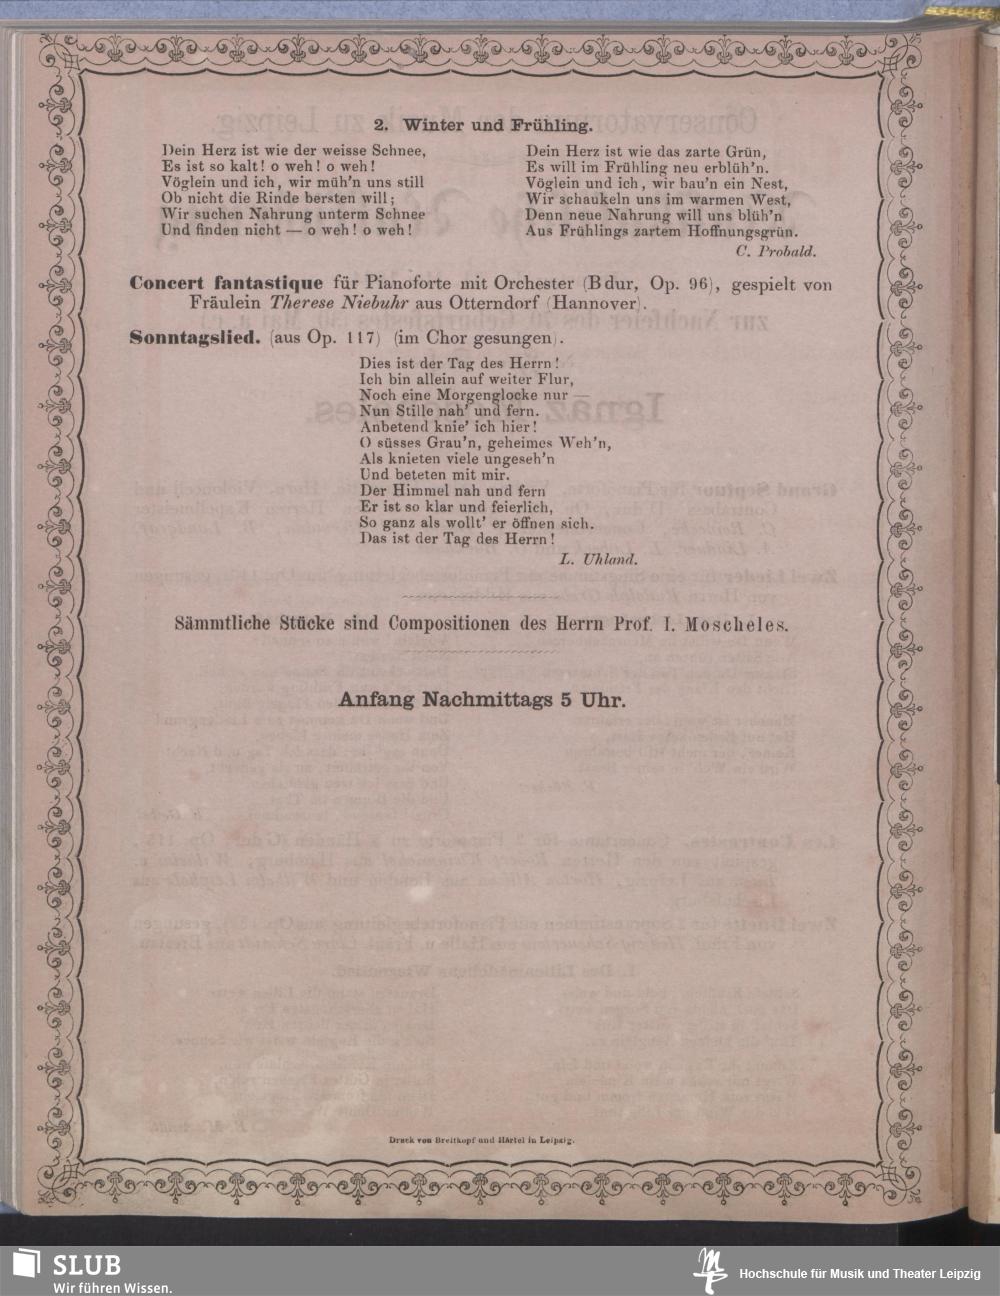 2. Winter und Frühling.
Dein Herz ist wie der weisse Schnee,
Es ist so kalt! o weh! o weh!
Vöglein und ich, wir müh'n uns still
Ob nicht die Rinde bersten will;
Wir suchen Nahrung unterm Schnee
Und finden nicht — o weh! o weh!
Dein Herz ist wie das zarte Grün,
Es will im Frühling neu erblüh'n.
Vöglein und ich, wir bau'n ein Nest,
Wir schaukeln uns im warmen West,
Denn neue Nahrung will uns blüh'n
Aus Frühlings zartem Hoffnungsgrün.
C. Probald.
Concert fantastique für Pianoforte mit Orchester (B dur, Op. 96), gespielt von
Fräulein Therese Niebuhr aus Otterndorf (Hannover).
Sonntagslied. (aus Op. 117) (im Chor gesungen).
Dies ist der Tag des Herrn!
Ich bin allein auf weiter Flur,
Noch eine Morgenglocke nur —
Nun Stille nah' und fern.
Anbetend knie' ich hier!
O süsses Grau'n, geheimes Weh'n,
Als knieten viele ungeseh'n
Und beteten mit mir.
Der Himmel nah und fern
Er ist so klar und feierlich,
So ganz als wollt' er öffnen sich.
Das ist der Tag des Herrn!
L. Uhland.
Sämmtliche Stücke sind Compositionen des Herrn Prof. I. Moscheles.
Anfang Nachmittags 5 Uhr.
Druck von Breitkopf und Härtel in Leipzig.
SLUB
Wir führen Wissen.
Hochschule für Musik und Theater Leipzig